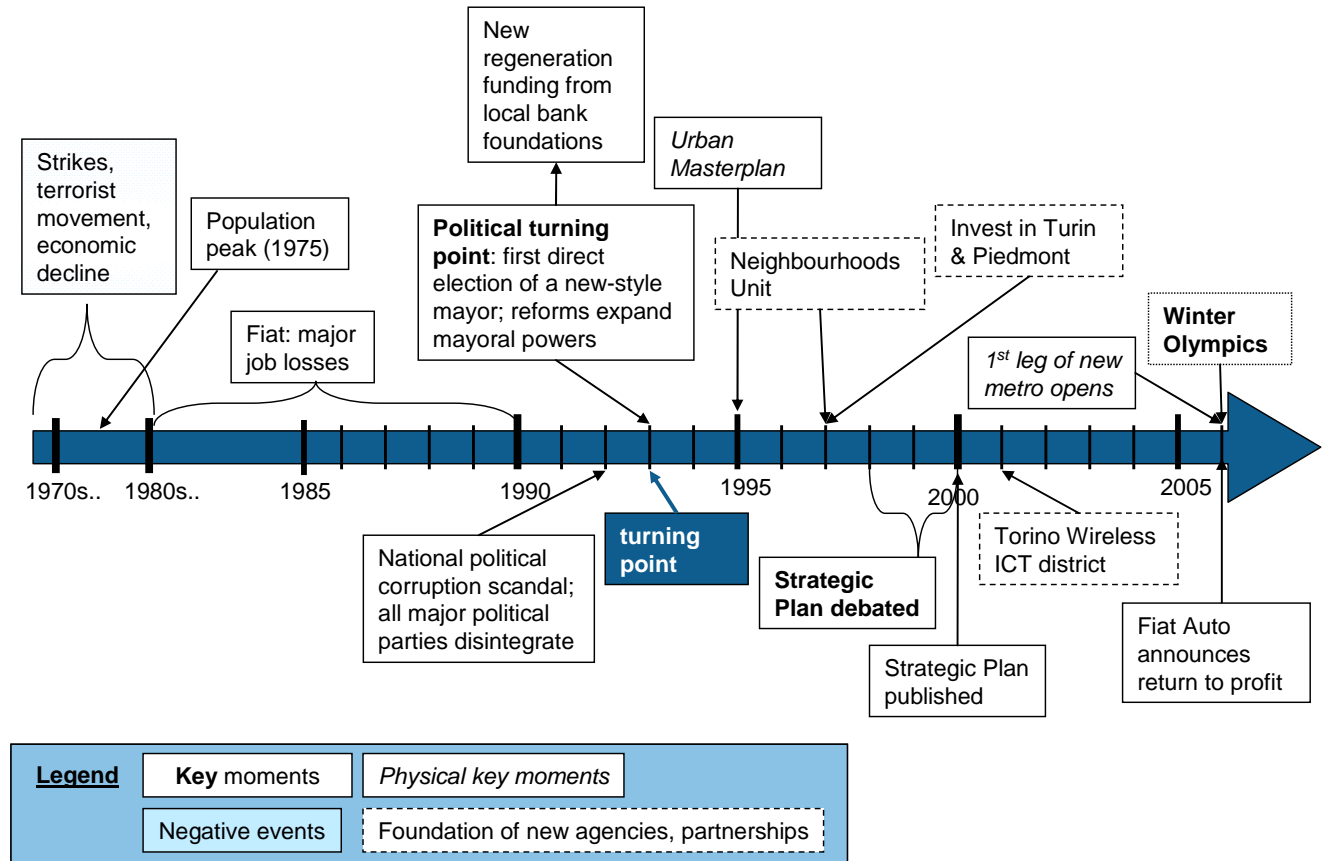 New
regeneration
funding from
local bank
foundations
Urban
Masterplan
Strikes,
terrorist
movement,
economic
decline
Population
peak (1975)
Political turning
point: first direct
election of a new-style
mayor; reforms expand
mayoral powers
Neighbourhoods
Unit
Invest in Turin
& Piedmont
Fiat: major
job losses
Winter
Olympics
1st leg of new
metro opens
1970s..
1980s..
1985
1990
1995
2000
2005
National political
corruption scandal;
all major political
parties disintegrate
turning
point
Strategic
Plan debated
Torino Wireless
ICT district
Strategic Plan
published
Fiat Auto
announces
return to profit
Legend
Key moments
Physical key moments
Negative events
Foundation of new agencies, partnerships